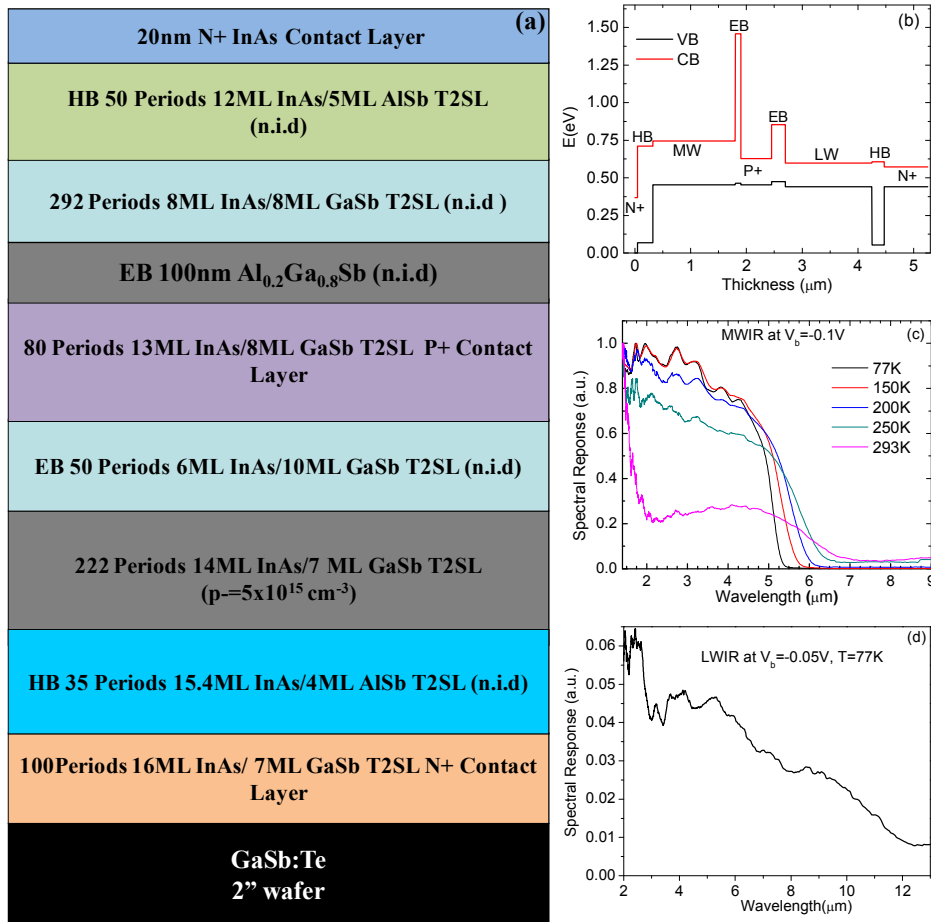 (a)
20nm N+ InAs Contact Layer
HB 50 Periods 12ML InAs/5ML AlSb T2SL
(n.i.d)
292 Periods 8ML InAs/8ML GaSb T2SL (n.i.d )
EB 100nm Al0.2Ga0.8Sb (n.i.d)
80 Periods 13ML InAs/8ML GaSb T2SL P+ Contact
Layer
EB 50 Periods 6ML InAs/10ML GaSb T2SL (n.i.d)
222 Periods 14ML InAs/7 ML GaSb T2SL
(p-=5x10¹⁵ cm⁻³)
HB 35 Periods 15.4ML InAs/4ML AlSb T2SL (n.i.d)
100Periods 16ML InAs/ 7ML GaSb T2SL N+ Contact
Layer
GaSb:Te
2” wafer
(b)
VB
CB
EB
HB
MW
EB
P+
LW
HB
N+
N+
E(eV)
1.50
1.25
1.00
0.75
0.50
0.25
0.00
0 1 2 3 4 5
Thickness (μm)
MWIR at Vb=-0.1V
(c)
77K
150K
200K
250K
293K
Spectral Reponse (a.u.)
1.0
0.8
0.6
0.4
0.2
0.0
2 3 4 5 6 7 8 9
Wavelength (μm)
(d)
LWIR at Vb=-0.05V, T=77K
Spectral Response (a.u.)
0.06
0.05
0.04
0.03
0.02
0.01
0.00
2 4 6 8 10 12
Wavelength(μm)